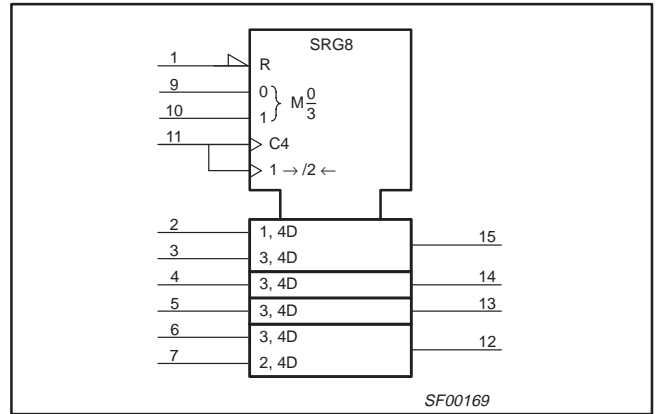 SRG8
1
R
9
0
M 0/3
10
1
11
C4
1 → /2 ←
2
1, 4D
15
3
3, 4D
4
3, 4D
14
5
3, 4D
13
6
3, 4D
12
7
2, 4D
SF00169